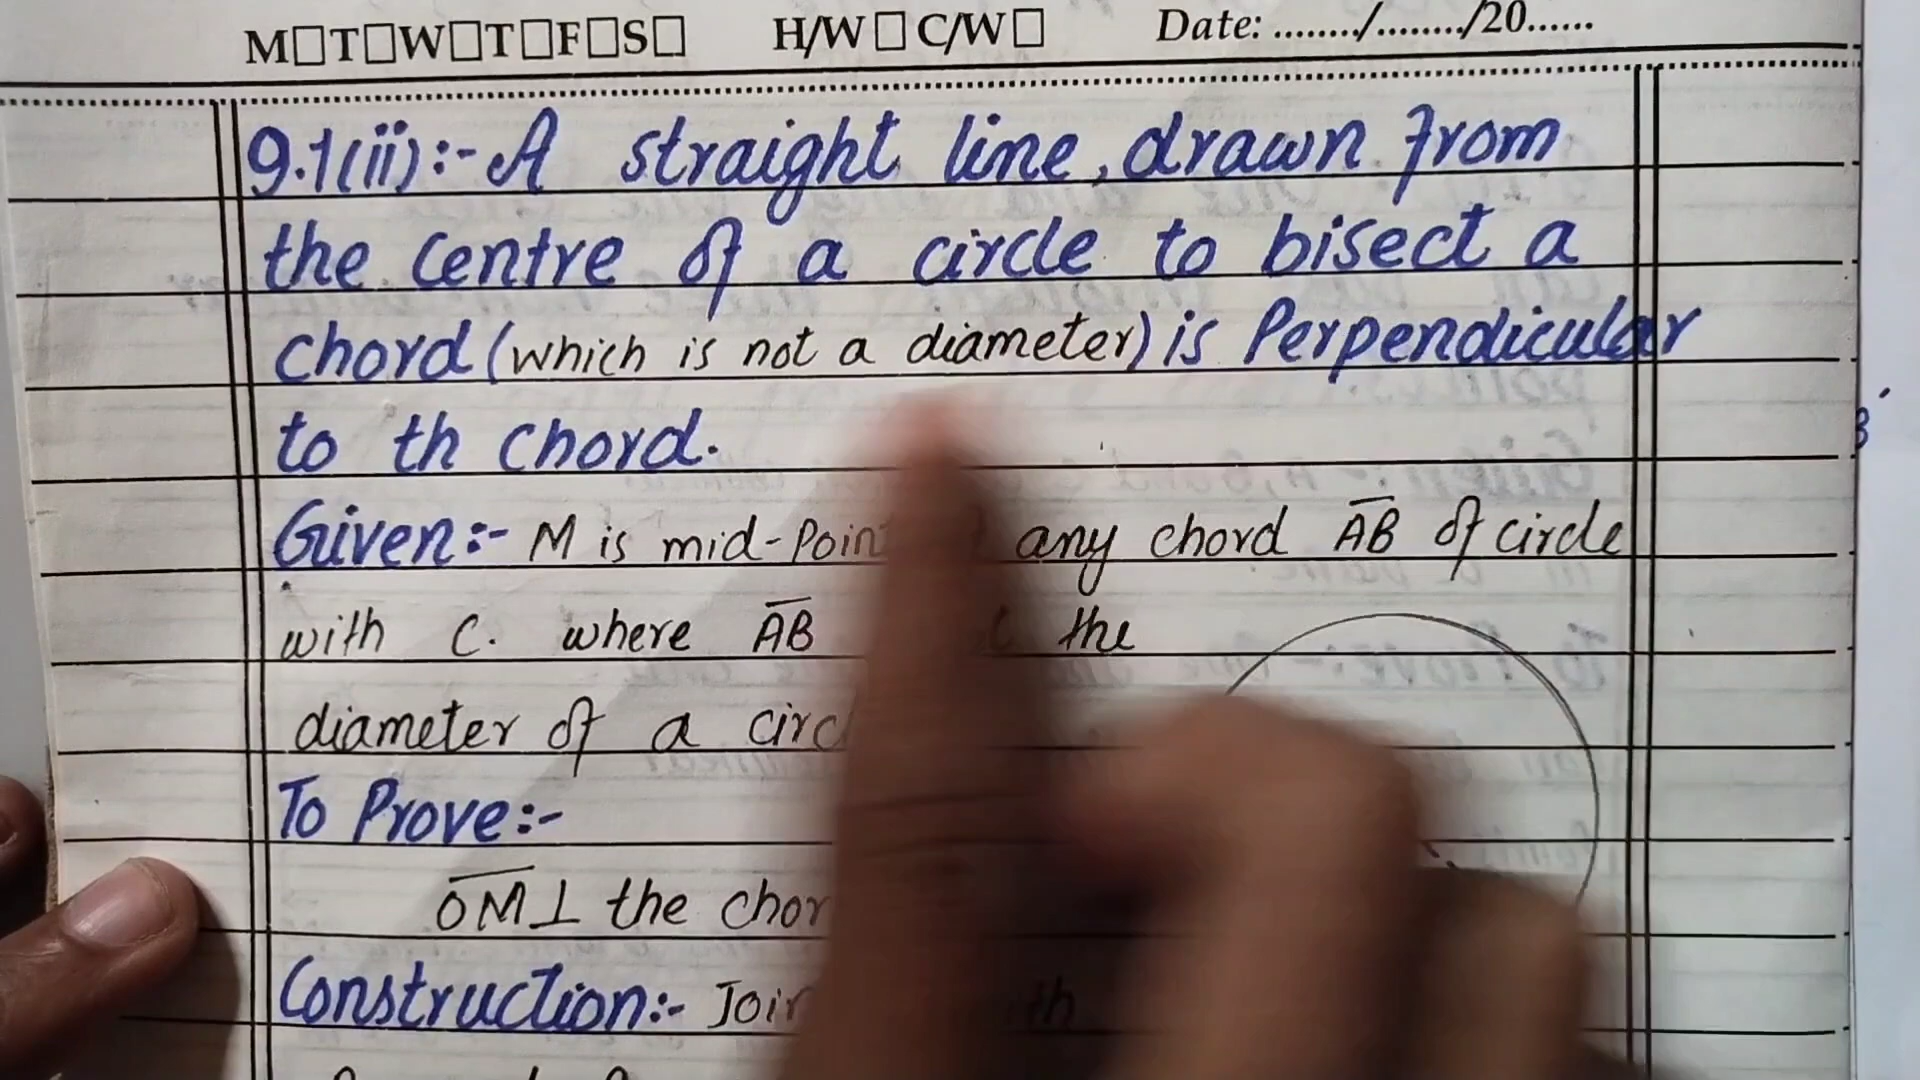 M□T□W□T□F□S□ H/W□C/W□ Date: ......../......../20......
9.1(ii):- A straight line, drawn from
the centre of a circle to bisect a
chord (which is not a diameter) is Perpendicular
to th chord.
Given:- M is mid-Poin any chord AB of circle
with C. where AB the
diameter of a circ
To Prove:-
OM⊥ the chor
Construction:- Join